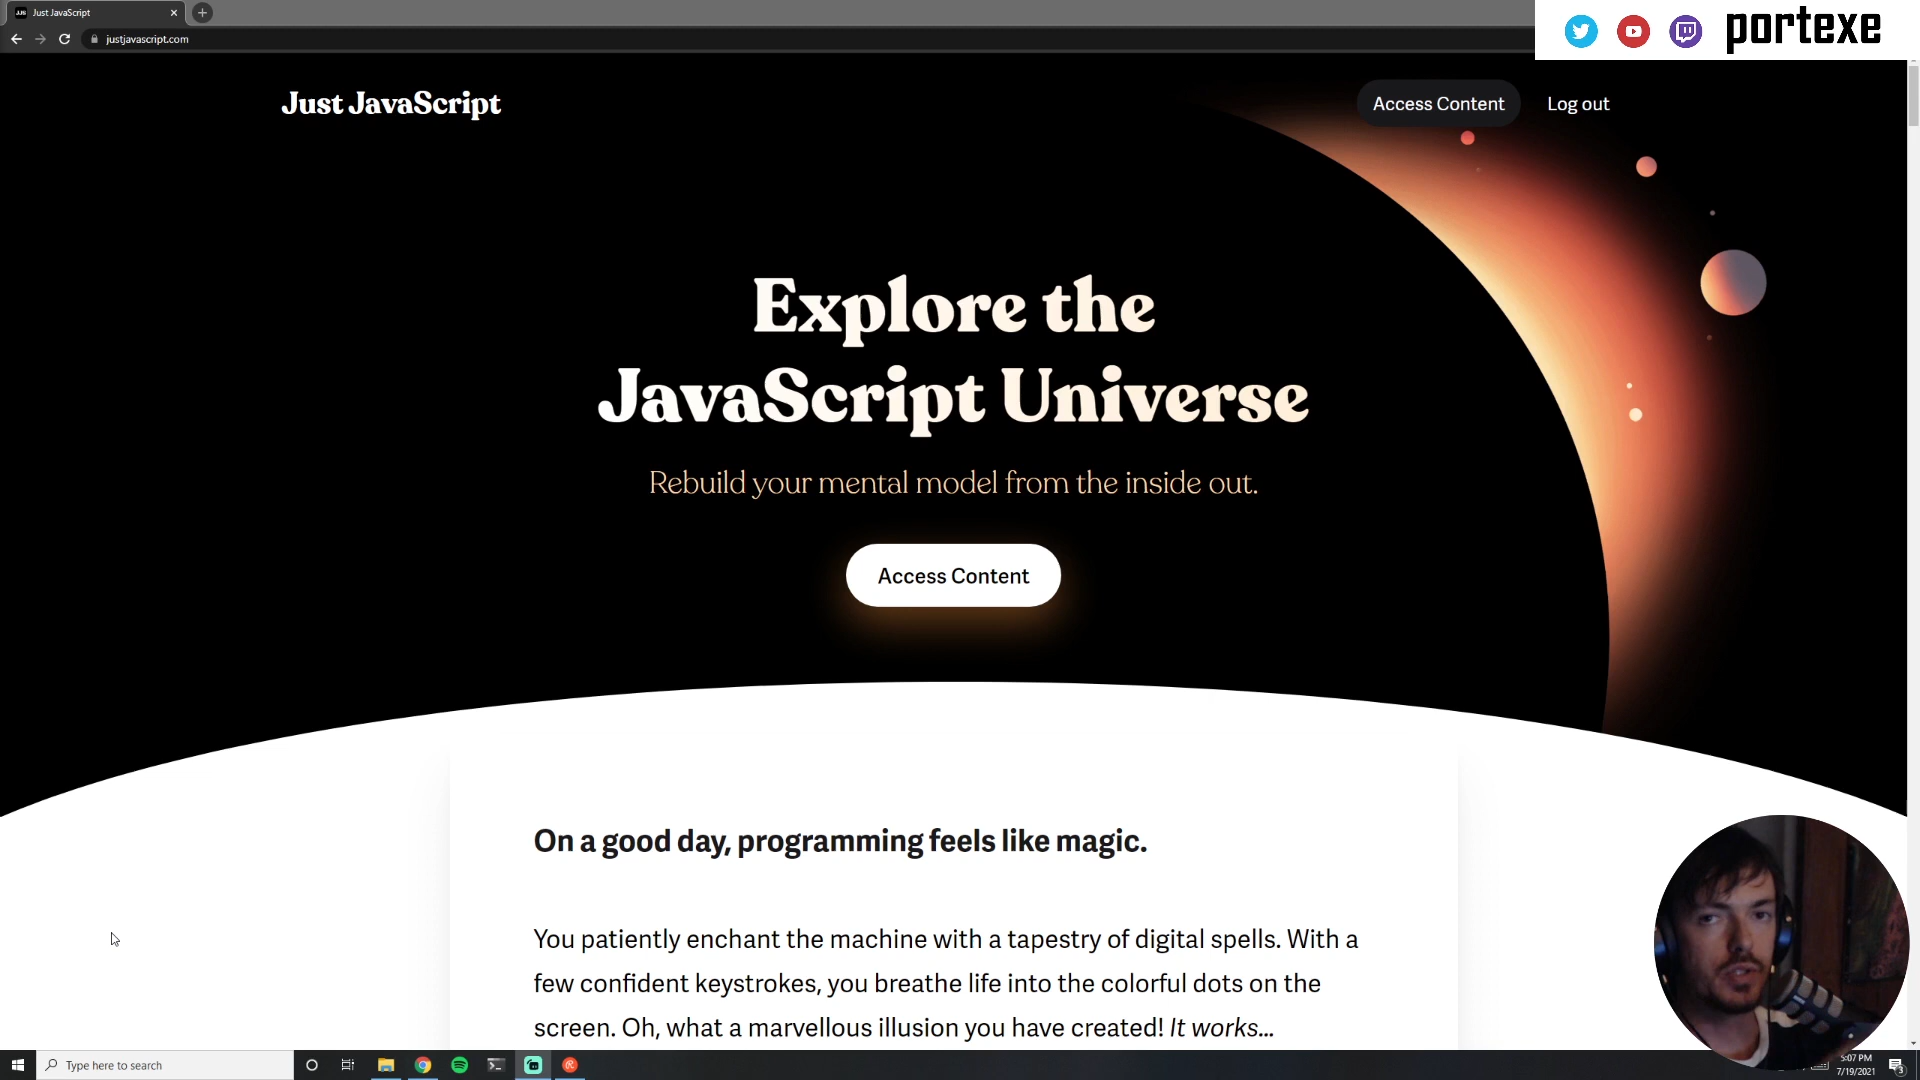 JJS Just JavaScript
portexe
justjavascript.com
Just JavaScript
Access Content
Log out
Explore the
JavaScript Universe
Rebuild your mental model from the inside out.
Access Content
On a good day, programming feels like magic.
You patiently enchant the machine with a tapestry of digital spells. With a
few confident keystrokes, you breathe life into the colorful dots on the
screen. Oh, what a marvellous illusion you have created! It works...
Type here to search
5:07 PM
7/19/2021
3